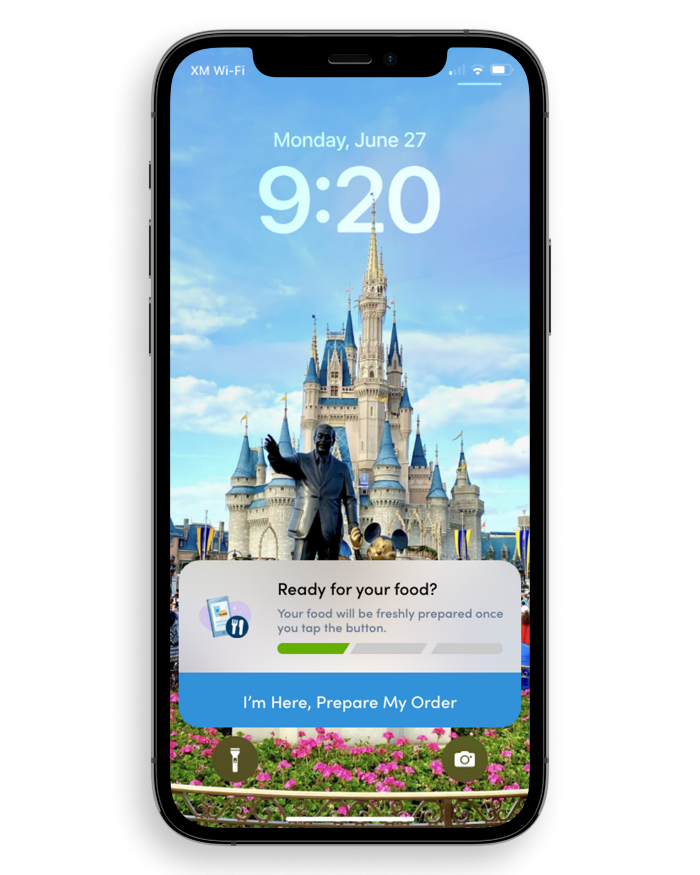 XM Wi-Fi
Monday, June 27
9:20
Ready for your food?
Your food will be freshly prepared once
you tap the button.
I'm Here, Prepare My Order